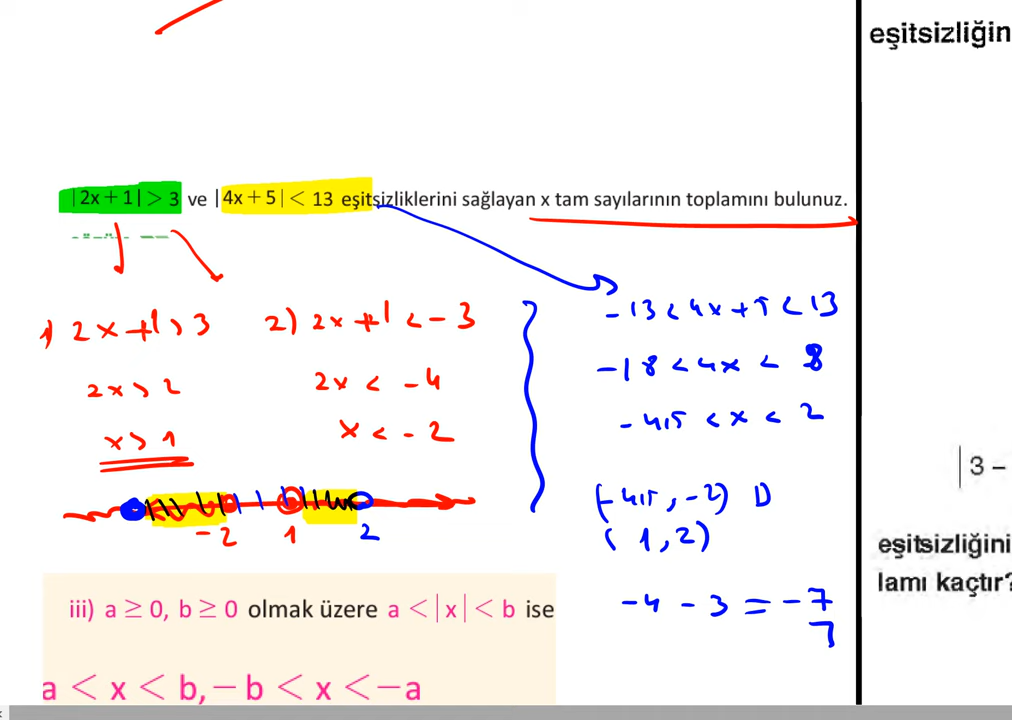 eşitsizliğin
|2x + 1| > 3 ve |4x + 5| < 13 eşitsizliklerini sağlayan x tam sayılarının toplamını bulunuz.
1) 2x + 1 > 3
2x > 2
x > 1
2) 2x + 1 < - 3
2x < - 4
x < - 2
-2 1 2
-13 < 4x + 5 < 13
-18 < 4x < 8
-4,5 < x < 2
(-4,5, -2) U
(1, 2)
-4 - 3 = -7
7
|3 -
eşitsizliğini
lamı kaçtır?
iii) a ≥ 0, b ≥ 0 olmak üzere a < |x| < b ise
a < x < b, - b < x < -a